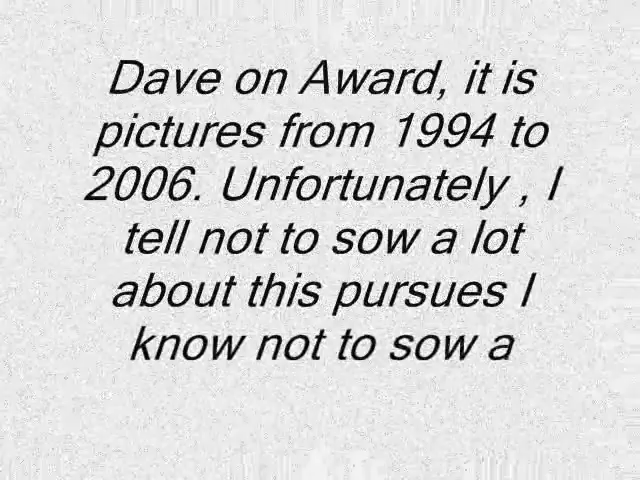 Dave on Award, it is
pictures from 1994 to
2006. Unfortunately , I
tell not to sow a lot
about this pursues I
know not to sow a